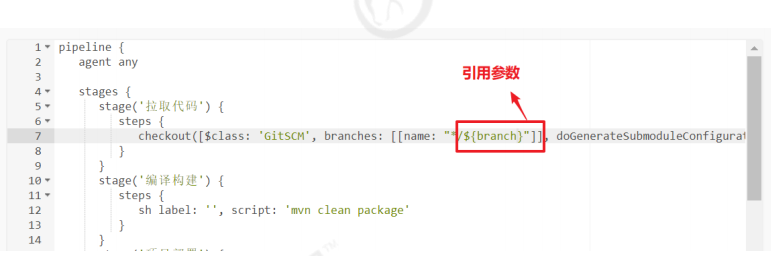 引用参数
1 pipeline {
2 agent any
3
4 stages {
5 stage('拉取代码') {
6 steps {
7 checkout([$class: 'GitSCM', branches: [[name: "*/${branch}"]], doGenerateSubmoduleConfigurat
8 }
9 }
10 stage('编译构建') {
11 steps {
12 sh label: '', script: 'mvn clean package'
13 }
14 }